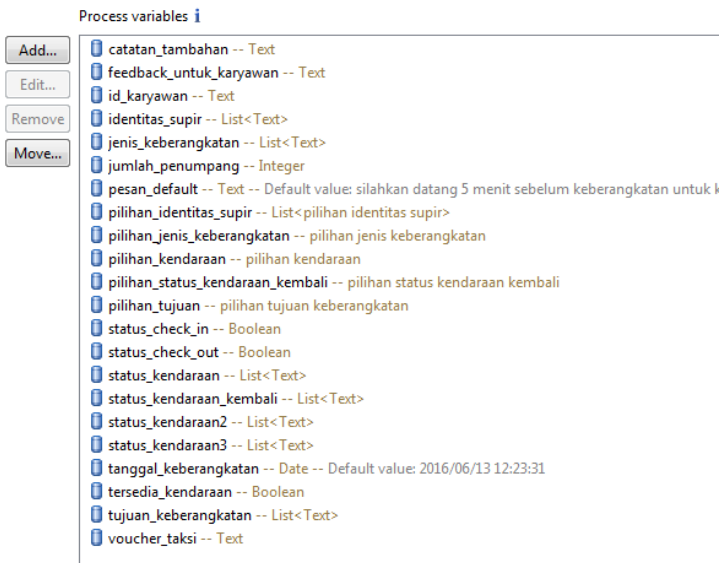 Process variables i
Add...
Edit...
Remove
Move...
catatan_tambahan -- Text
feedback_untuk_karyawan -- Text
id_karyawan -- Text
identitas_supir -- List<Text>
jenis_keberangkatan -- List<Text>
jumlah_penumpang -- Integer
pesan_default -- Text -- Default value: silahkan datang 5 menit sebelum keberangkatan untuk
pilihan_identitas_supir -- List<pilihan identitas supir>
pilihan_jenis_keberangkatan -- pilihan jenis keberangkatan
pilihan_kendaraan -- pilihan kendaraan
pilihan_status_kendaraan_kembali -- pilihan status kendaraan kembali
pilihan_tujuan -- pilihan tujuan keberangkatan
status_check_in -- Boolean
status_check_out -- Boolean
status_kendaraan -- List<Text>
status_kendaraan_kembali -- List<Text>
status_kendaraan2 -- List<Text>
status_kendaraan3 -- List<Text>
tanggal_keberangkatan -- Date -- Default value: 2016/06/13 12:23:31
tersedia_kendaraan -- Boolean
tujuan_keberangkatan -- List<Text>
voucher_taksi -- Text